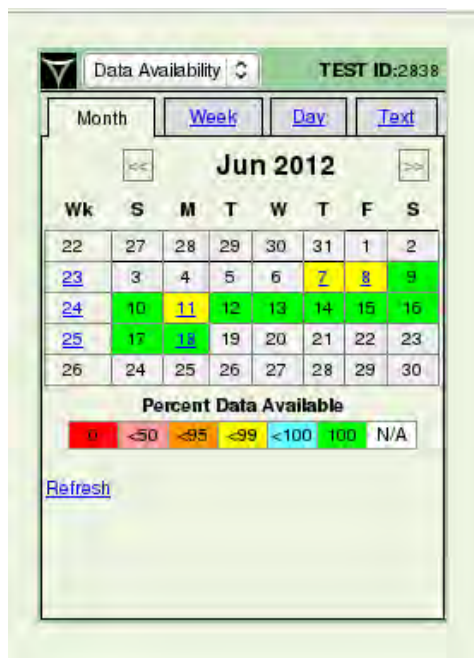 Data Availability TEST ID:2838
Month Week Day Text
<< Jun 2012 >>
Wk S M T W T F S
22 27 28 29 30 31 1 2
23 3 4 5 6 7 8 9
24 10 11 12 13 14 15 16
25 17 18 19 20 21 22 23
26 24 25 26 27 28 29 30
Percent Data Available
0 <50 <95 <99 <100 100 N/A
Refresh